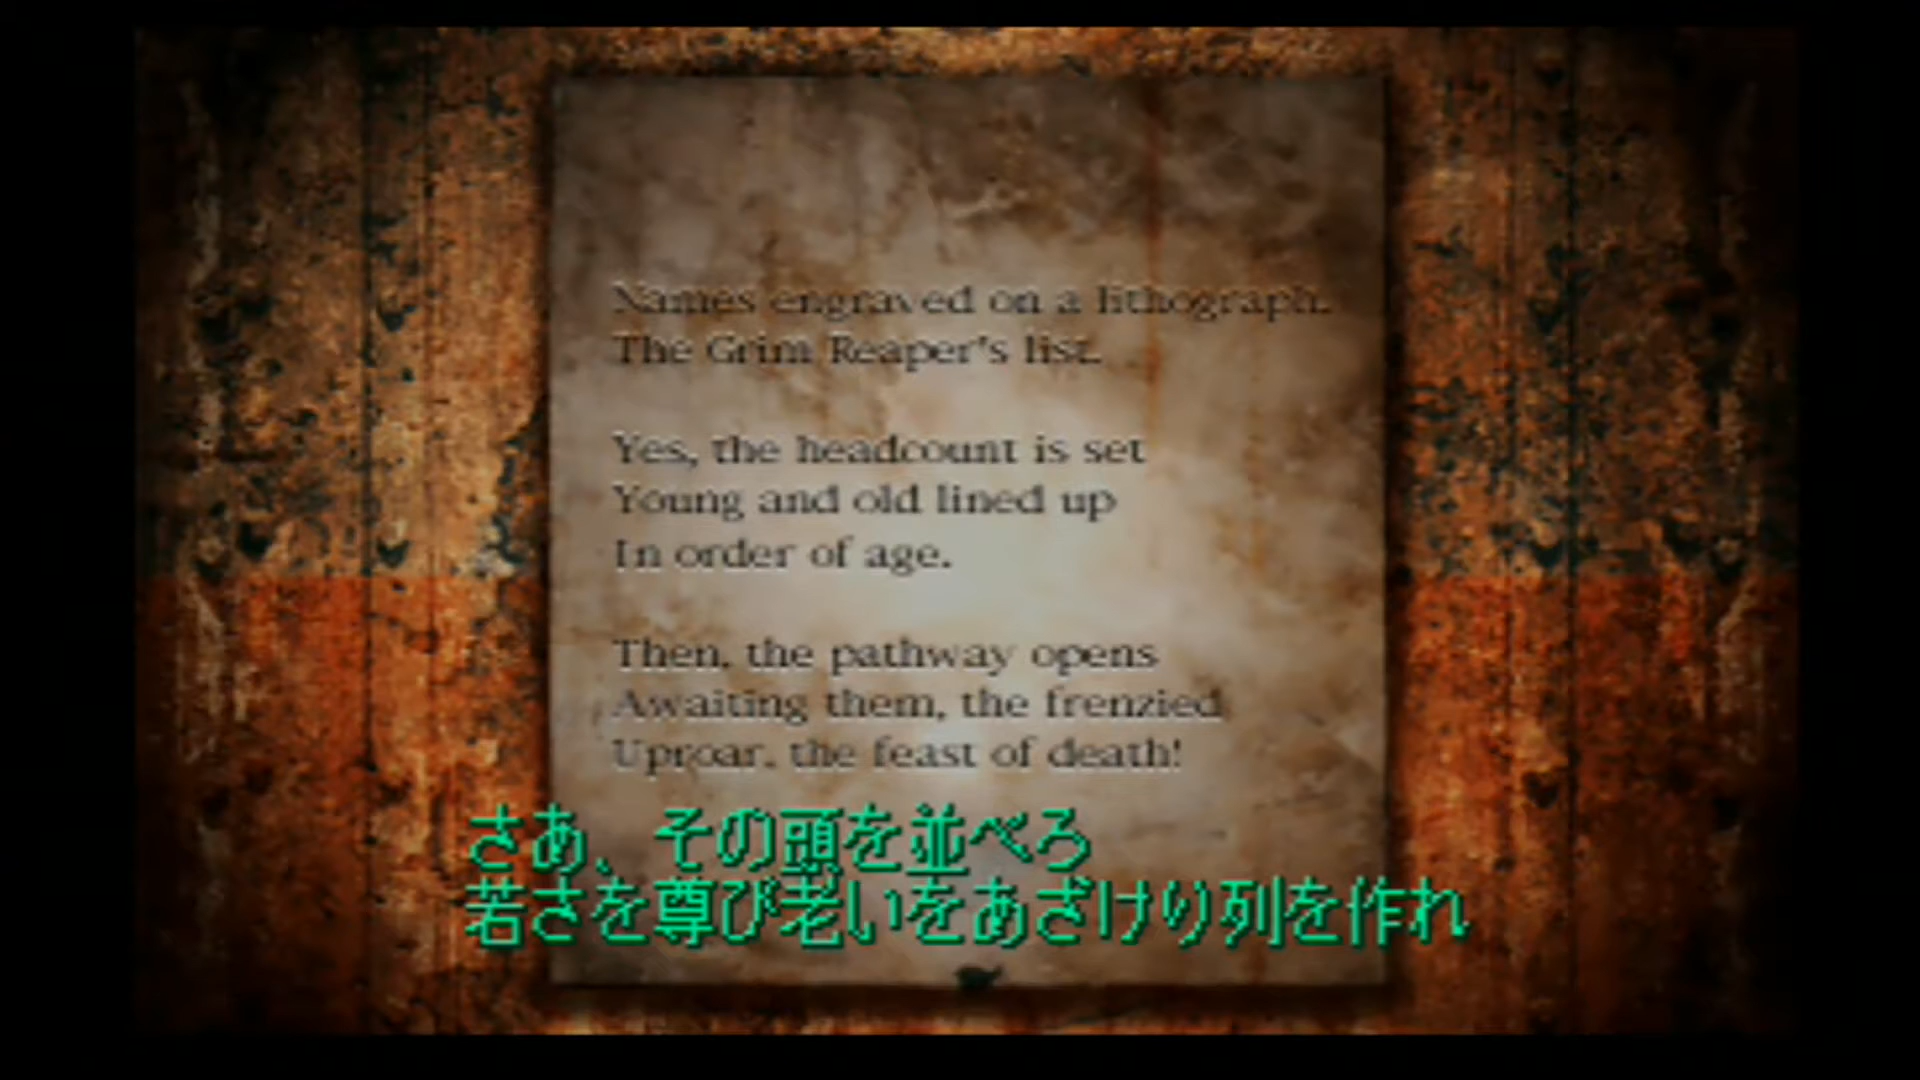 Names engraved on a lithograph.
The Grim Reaper's list.
Yes, the headcount is set
Young and old lined up
In order of age.
Then, the pathway opens
Awaiting them, the frenzied
Uproar, the feast of death!
さあ、その頭を並べろ
若さを尊び老いをあざけり列を作れ